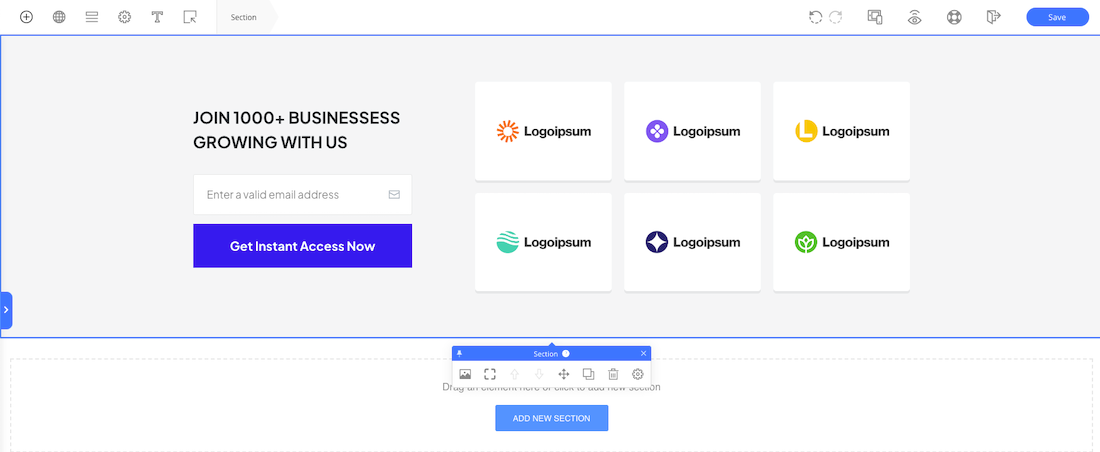 Section
Save
JOIN 1000+ BUSINESSESS
GROWING WITH US
Enter a valid email address
Get Instant Access Now
Logoipsum
Logoipsum
Logoipsum
Logoipsum
Logoipsum
Logoipsum
Section
Drag an element here or click to add new section
ADD NEW SECTION